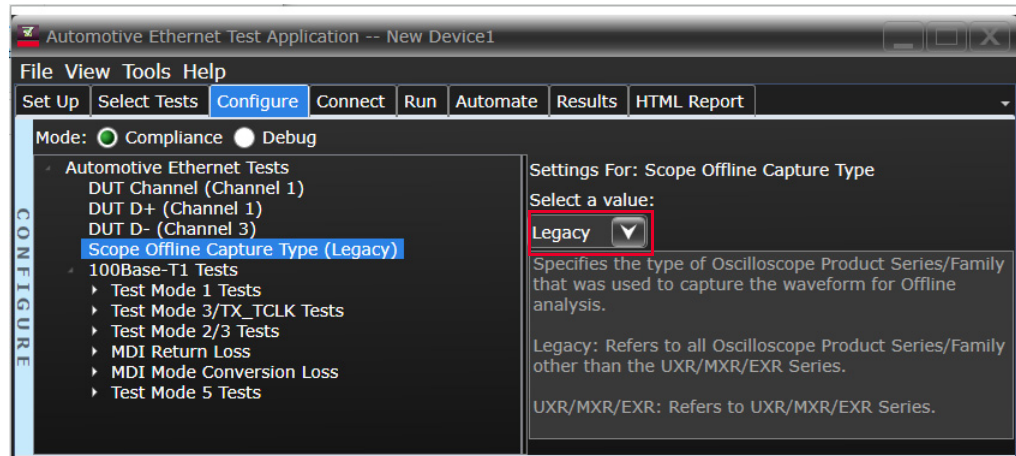 Automotive Ethernet Test Application -- New Device1
File View Tools Help
Set Up Select Tests Configure Connect Run Automate Results HTML Report
CONFIGURE
Mode: Compliance Debug
Automotive Ethernet Tests
DUT Channel (Channel 1)
DUT D+ (Channel 1)
DUT D- (Channel 3)
Scope Offline Capture Type (Legacy)
100Base-T1 Tests
Test Mode 1 Tests
Test Mode 3/TX_TCLK Tests
Test Mode 2/3 Tests
MDI Return Loss
MDI Mode Conversion Loss
Test Mode 5 Tests
Settings For: Scope Offline Capture Type
Select a value:
Legacy
Specifies the type of Oscilloscope Product Series/Family
that was used to capture the waveform for Offline
analysis.
Legacy: Refers to all Oscilloscope Product Series/Family
other than the UXR/MXR/EXR Series.
UXR/MXR/EXR: Refers to UXR/MXR/EXR Series.